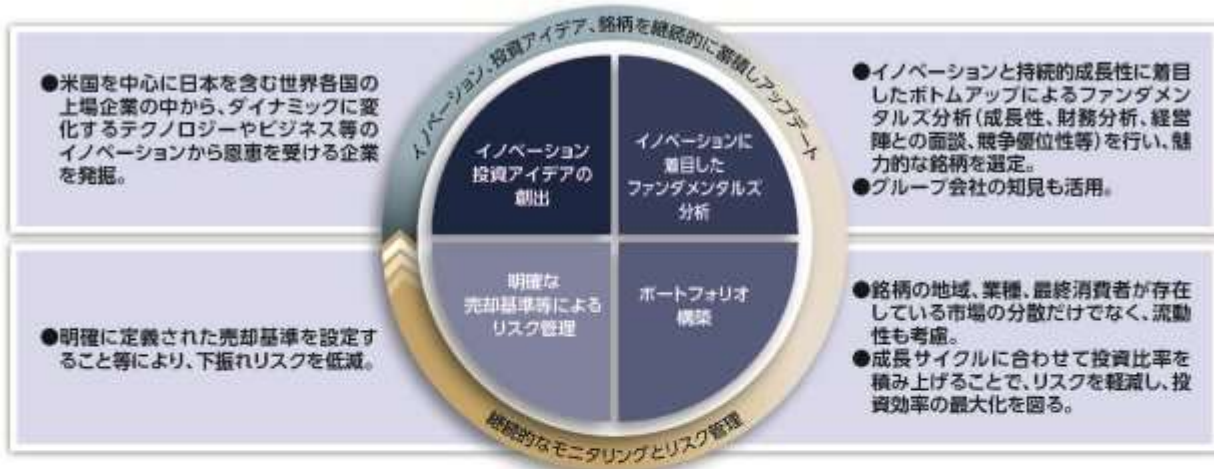 イノベーション、投資アイデア、銘柄を継続的に蓄積しアップデート
●米国を中心に日本を含む世界各国の
上場企業の中から、ダイナミックに変
化するテクノロジーやビジネス等の
イノベーションから恩恵を受ける企業
を発掘。
イノベーション
投資アイデアの
創出
イノベーションに
着目した
ファンダメンタルズ
分析
●イノベーションと持続的成長性に着目
したボトムアップによるファンダメン
タルズ分析(成長性、財務分析、経営
陣との面談、競争優位性等)を行い、魅
力的な銘柄を選定。
●グループ会社の知見も活用。
●明確に定義された売却基準を設定す
ること等により、下振れリスクを低減。
明確な
売却基準等による
リスク管理
ポートフォリオ
構築
●銘柄の地域、業種、最終消費者が存在
している市場の分散だけでなく、流動
性も考慮。
●成長サイクルに合わせて投資比率を
積み上げることで、リスクを軽減し、投
資効率の最大化を図る。
継続的なモニタリングとリスク管理